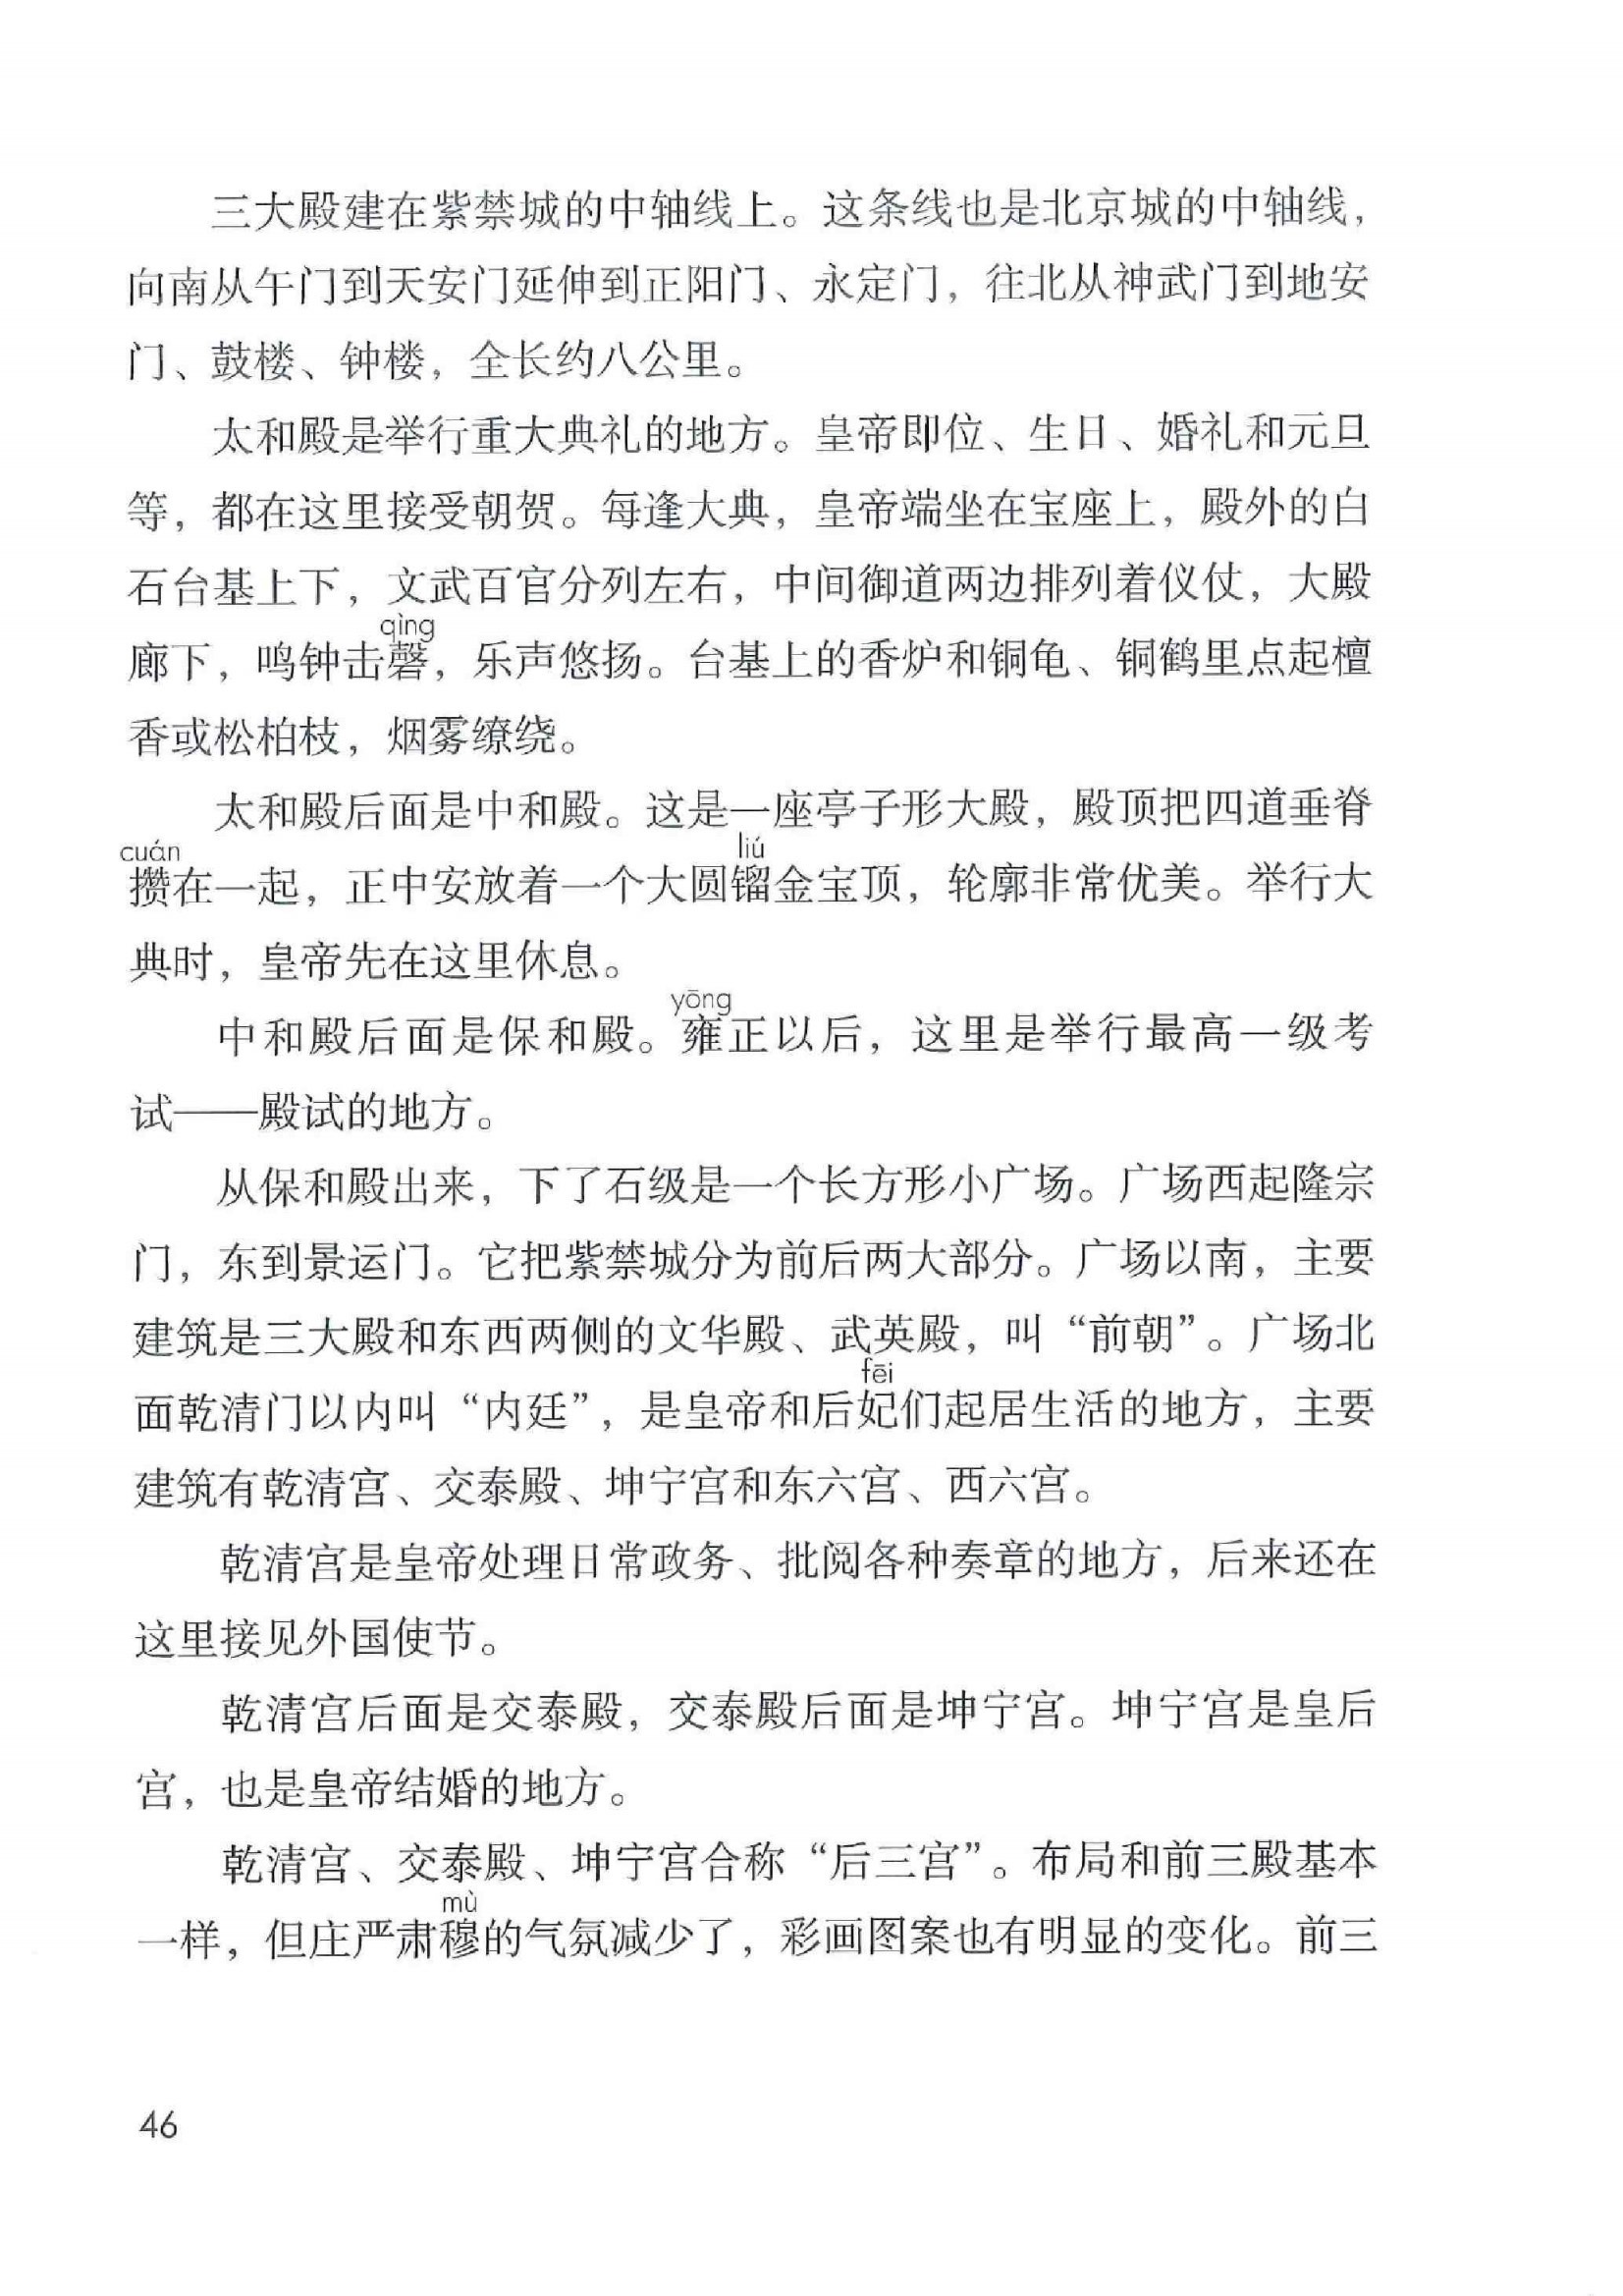 三大殿建在紫禁城的中轴线上。这条线也是北京城的中轴线，
向南从午门到天安门延伸到正阳门、永定门，往北从神武门到地安
门、鼓楼、钟楼，全长约八公里。
太和殿是举行重大典礼的地方。皇帝即位、生日、婚礼和元旦
等，都在这里接受朝贺。每逢大典，皇帝端坐在宝座上，殿外的白
石台基上下，文武百官分列左右，中间御道两边排列着仪仗，大殿
qìng
廊下，鸣钟击磬，乐声悠扬。台基上的香炉和铜龟、铜鹤里点起檀
香或松柏枝，烟雾缭绕。
太和殿后面是中和殿。这是一座亭子形大殿，殿顶把四道垂脊
cuán liú
攒在一起，正中安放着一个大圆镏金宝顶，轮廓非常优美。举行大
典时，皇帝先在这里休息。
yōng
中和殿后面是保和殿。雍正以后，这里是举行最高一级考
试——殿试的地方。
从保和殿出来，下了石级是一个长方形小广场。广场西起隆宗
门，东到景运门。它把紫禁城分为前后两大部分。广场以南，主要
建筑是三大殿和东西两侧的文华殿、武英殿，叫“前朝”。广场北
fēi
面乾清门以内叫“内廷”，是皇帝和后妃们起居生活的地方，主要
建筑有乾清宫、交泰殿、坤宁宫和东六宫、西六宫。
乾清宫是皇帝处理日常政务、批阅各种奏章的地方，后来还在
这里接见外国使节。
乾清宫后面是交泰殿，交泰殿后面是坤宁宫。坤宁宫是皇后
宫，也是皇帝结婚的地方。
乾清宫、交泰殿、坤宁宫合称“后三宫”。布局和前三殿基本
mù
一样，但庄严肃穆的气氛减少了，彩画图案也有明显的变化。前三
46